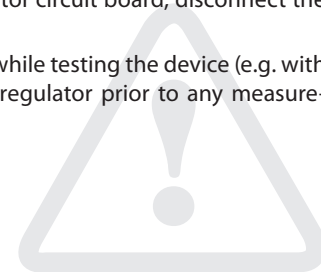 tor circuit board, disconnect the
while testing the device (e.g. with
regulator prior to any measure-